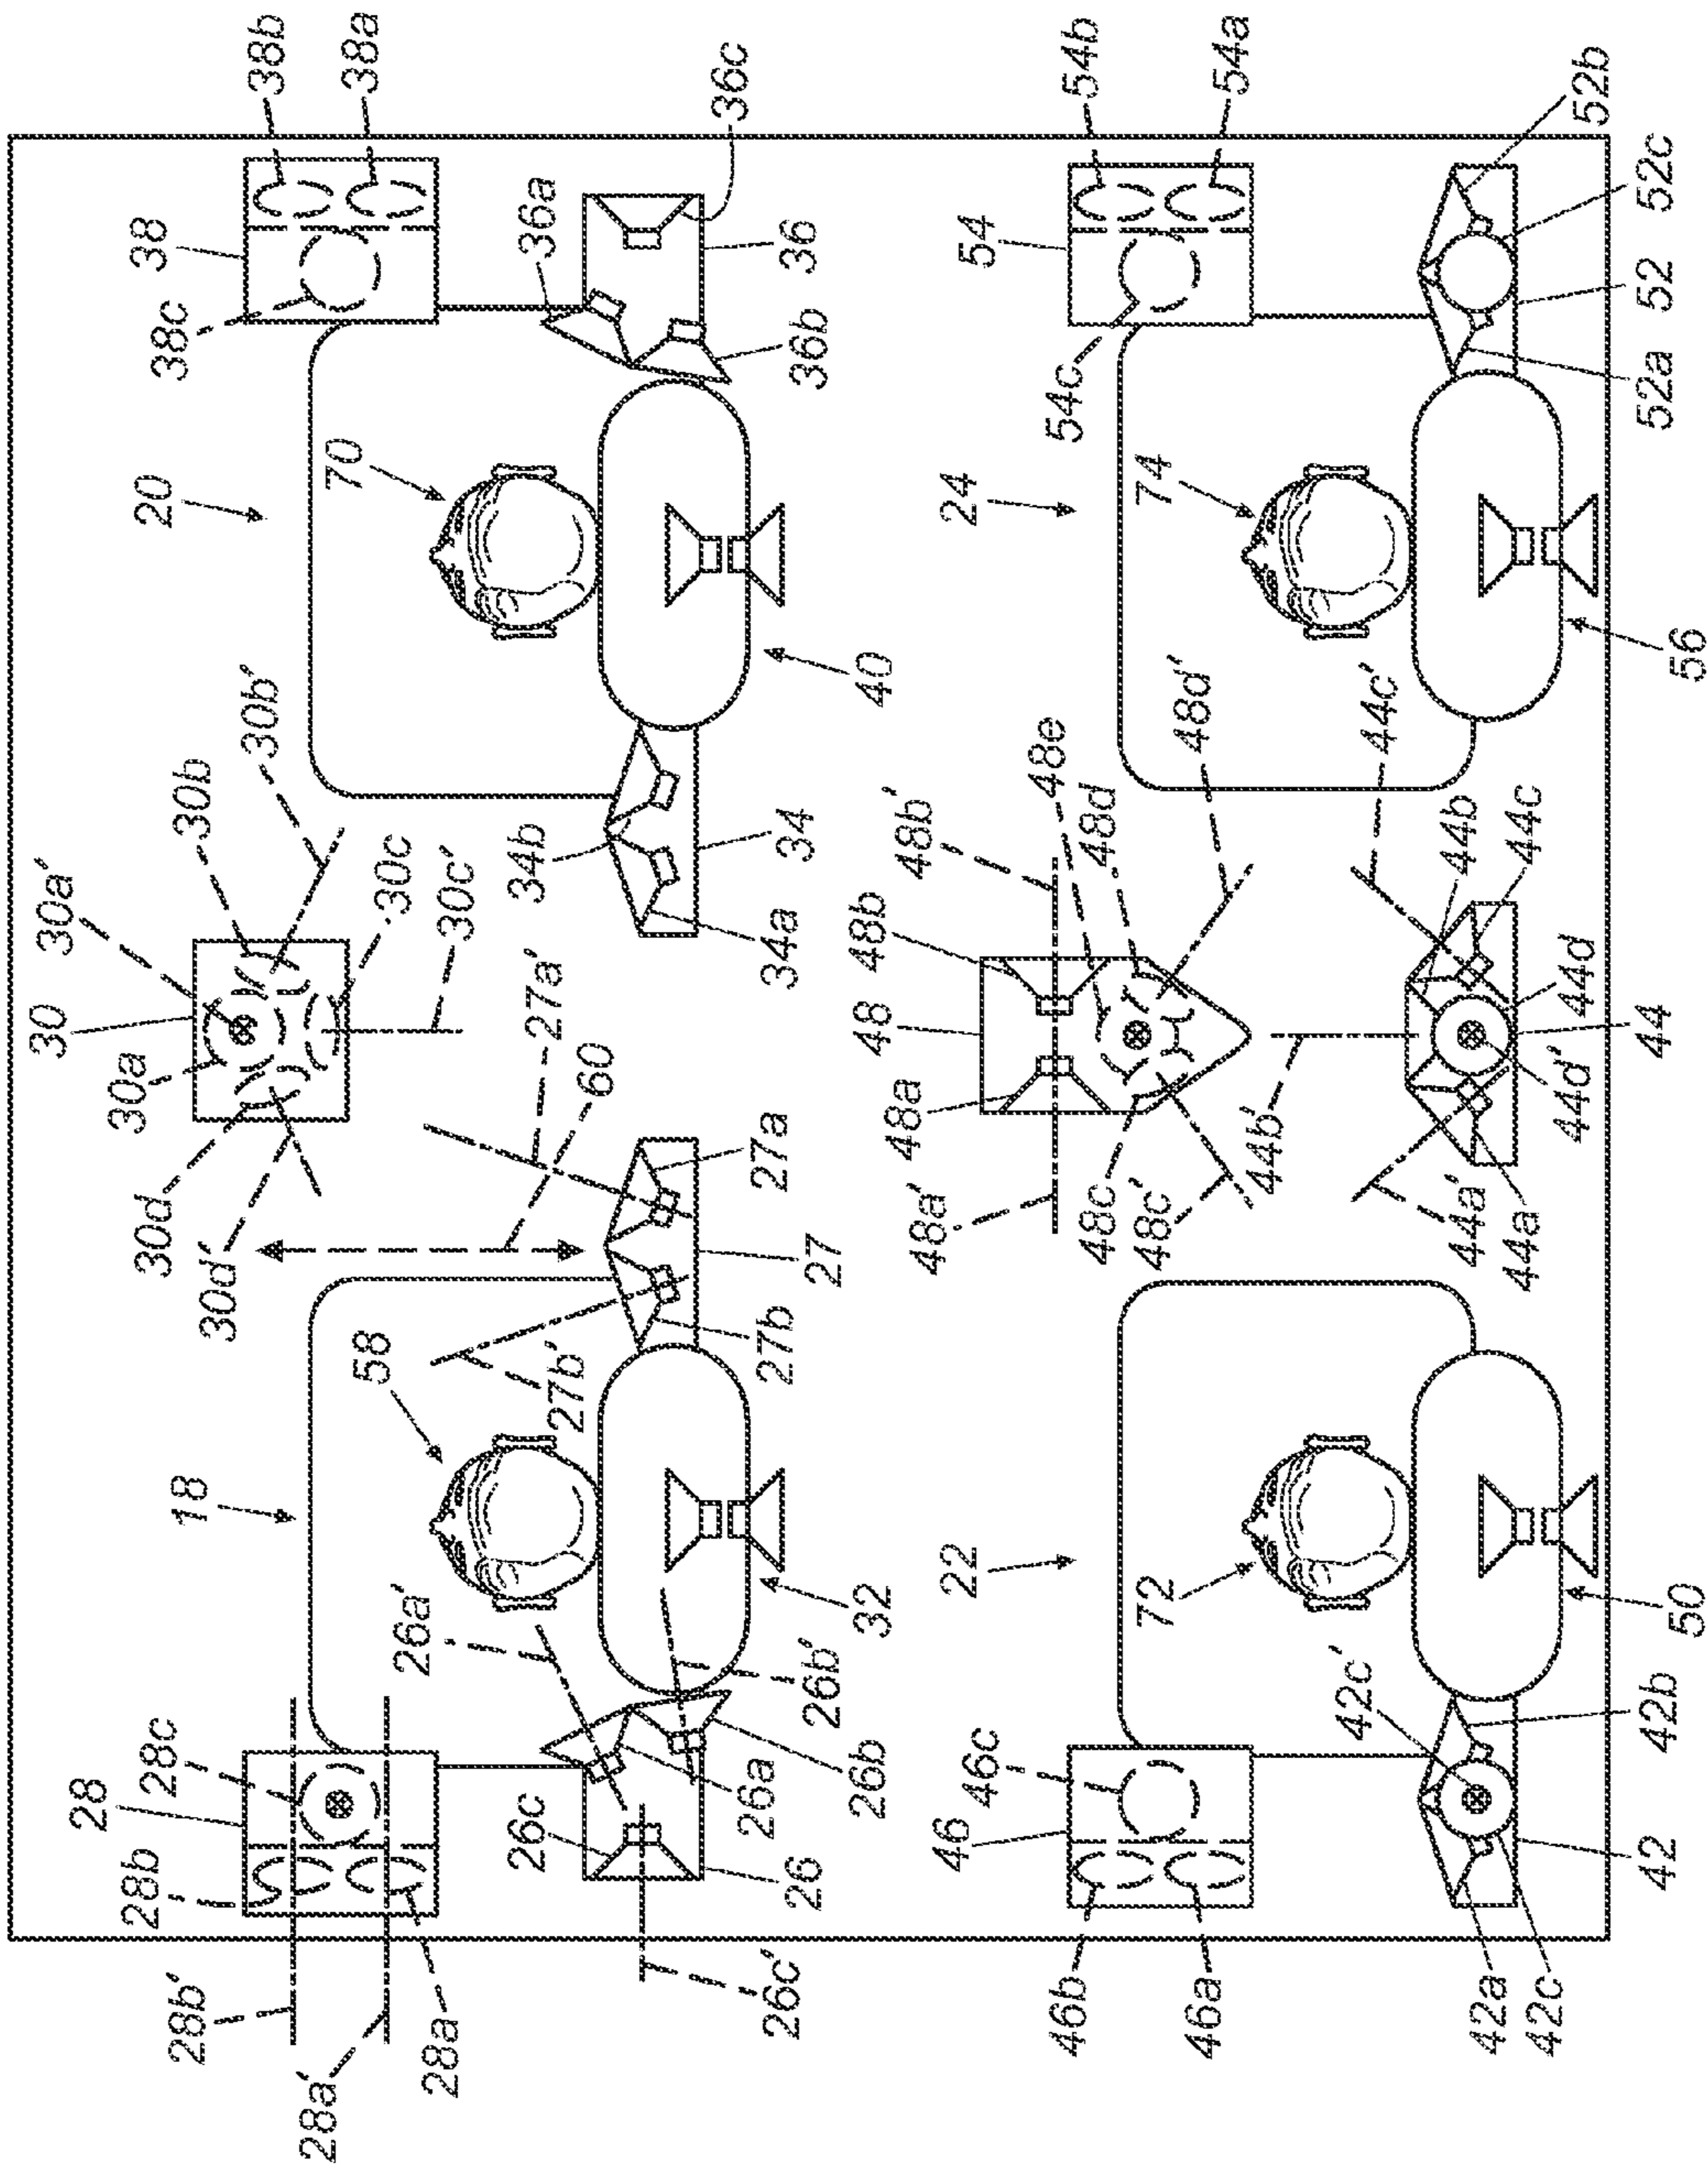 38b
38a
38
38c
36a
36c
36
36b
20
70
40
30b'
30b
30a'
30
30a
30c
30c'
30d
30d'
34b
34
34a
27a'
60
27a
27
27b
27b'
58
18
26a'
32
26b'
26b
26a
26c
26
26c'
28c
28
28b
28b'
28a'
28a
54b
54a
54
54c
52b
52c
52
52a
24
74
56
48d'
44c'
48e
48d
48b'
48b
48
48a
48a'
48c
48c'
44b'
44b
44c
44d
44
44d'
44a
44a'
22
72
50
42c'
42b
42
46c
46
46b
46a
42a
42c